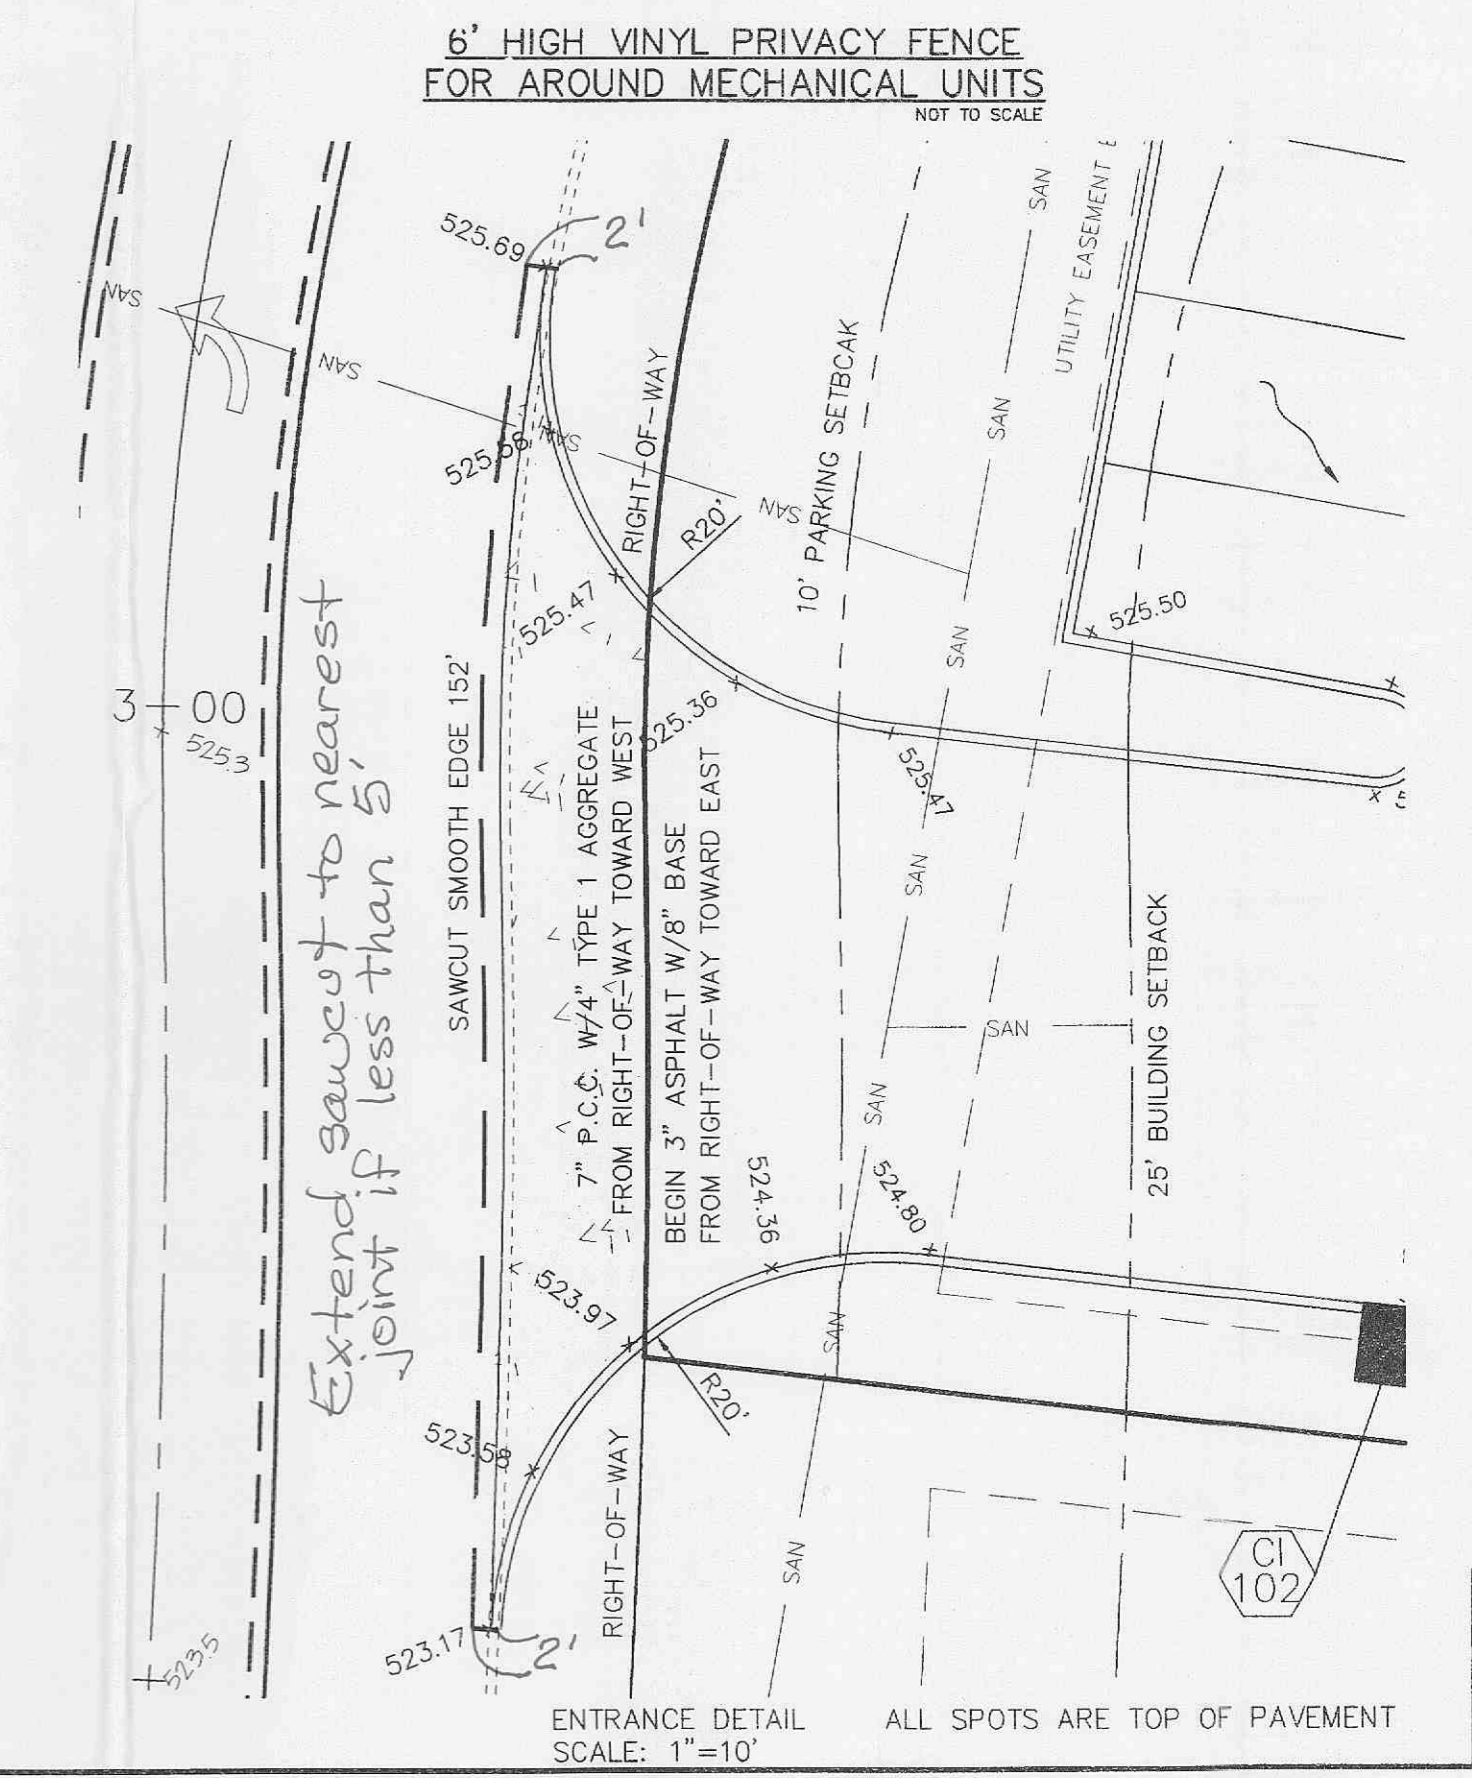 6' HIGH VINYL PRIVACY FENCE
FOR AROUND MECHANICAL UNITS
NOT TO SCALE
525.69
2'
SAN
SAN
SAN
525.58
SAN
RIGHT-OF-WAY
R20'
SAN
10' PARKING SETBCAK
SAN
SAN
SAN
UTILITY EASEMENT
525.50
525.47
525.36
525.47
3+00
525.3
Extend sawcut to nearest
joint if less than 5'
SAWCUT SMOOTH EDGE 152'
7" P.C.C. W/4" TYPE 1 AGGREGATE
FROM RIGHT-OF-WAY TOWARD WEST
BEGIN 3" ASPHALT W/8" BASE
FROM RIGHT-OF-WAY TOWARD EAST
SAN
SAN
SAN
25' BUILDING SETBACK
524.36
524.80
523.97
SAN
R20'
523.58
RIGHT-OF-WAY
SAN
CI
102
523.17
2'
523.5
ENTRANCE DETAIL
SCALE: 1"=10'
ALL SPOTS ARE TOP OF PAVEMENT